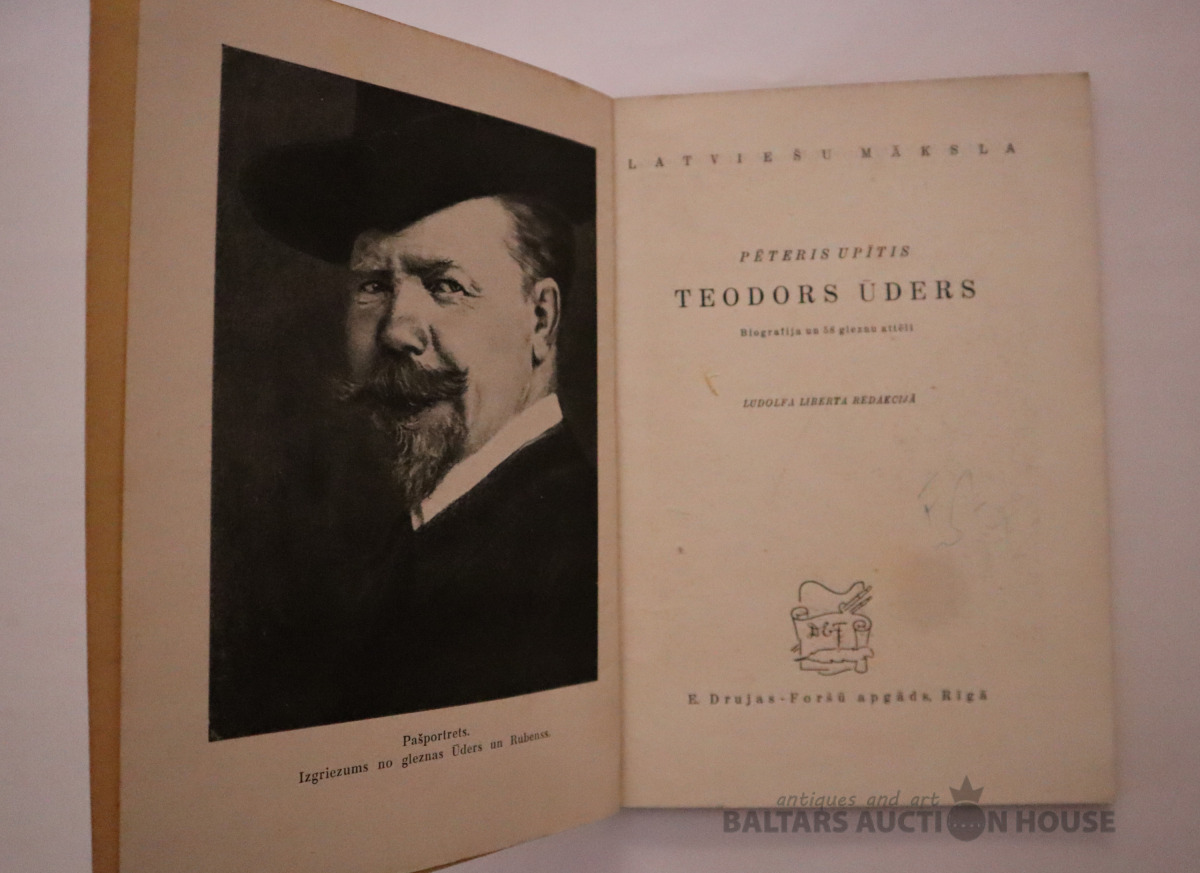 Pašportrets.
Izgriezums no gleznas Ūders un Rubenss.
LATVIEŠU MĀKSLA
PĒTERIS UPĪTIS
TEODORS ŪDERS
Biografija un 58 gleznu attēli
LUDOLFA LIBERTA REDAKCIJĀ
E. Drujas-Foršū apgāds, Rīgā
antiques and art
BALTARS AUCTION HOUSE